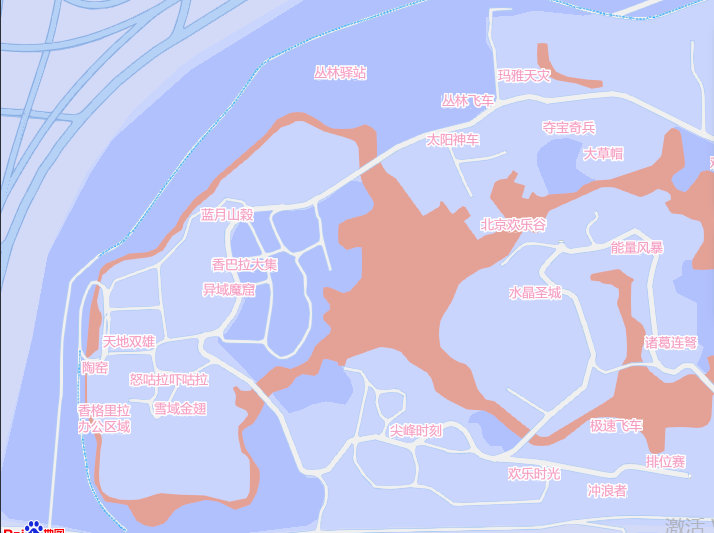 丛林驿站
玛雅天灾
丛林飞车
夺宝奇兵
太阳神车
大草帽
蓝月山毂
北京欢乐谷
能量风暴
香巴拉大集
异域魔窟
水晶圣城
天地双雄
诸葛连弩
陶窑
怒咕拉吓咕拉
香格里拉
办公区域
雪域金翅
极速飞车
尖峰时刻
排位赛
欢乐时光
冲浪者
激活